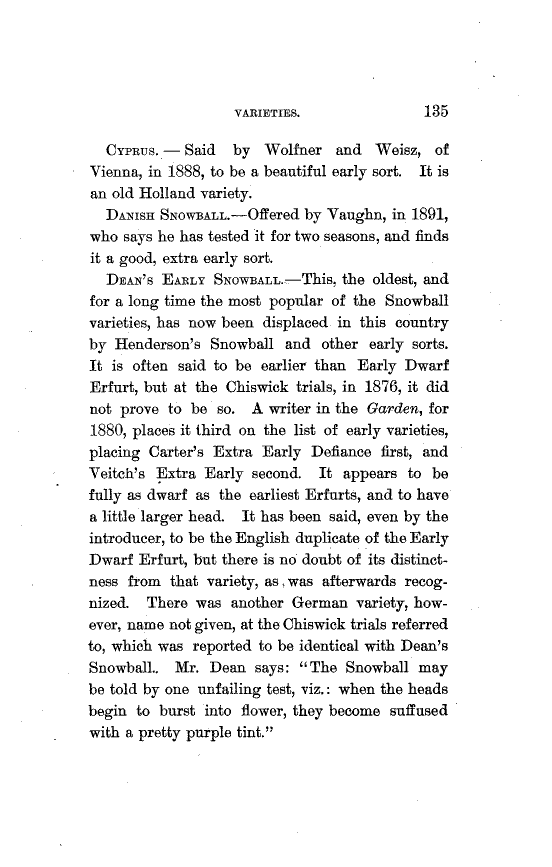 VARIETIES. 135
CYPRUS. — Said by Wolfner and Weisz, of
Vienna, in 1888, to be a beautiful early sort. It is
an old Holland variety.
DANISH SNOWBALL.—Offered by Vaughn, in 1891,
who says he has tested it for two seasons, and finds
it a good, extra early sort.
DEAN'S EARLY SNOWBALL.—This, the oldest, and
for a long time the most popular of the Snowball
varieties, has now been displaced in this country
by Henderson's Snowball and other early sorts.
It is often said to be earlier than Early Dwarf
Erfurt, but at the Chiswick trials, in 1876, it did
not prove to be so. A writer in the Garden, for
1880, places it third on the list of early varieties,
placing Carter's Extra Early Defiance first, and
Veitch's Extra Early second. It appears to be
fully as dwarf as the earliest Erfurts, and to have
a little larger head. It has been said, even by the
introducer, to be the English duplicate of the Early
Dwarf Erfurt, but there is no doubt of its distinct-
ness from that variety, as was afterwards recog-
nized. There was another German variety, how-
ever, name not given, at the Chiswick trials referred
to, which was reported to be identical with Dean's
Snowball. Mr. Dean says: "The Snowball may
be told by one unfailing test, viz.: when the heads
begin to burst into flower, they become suffused
with a pretty purple tint."